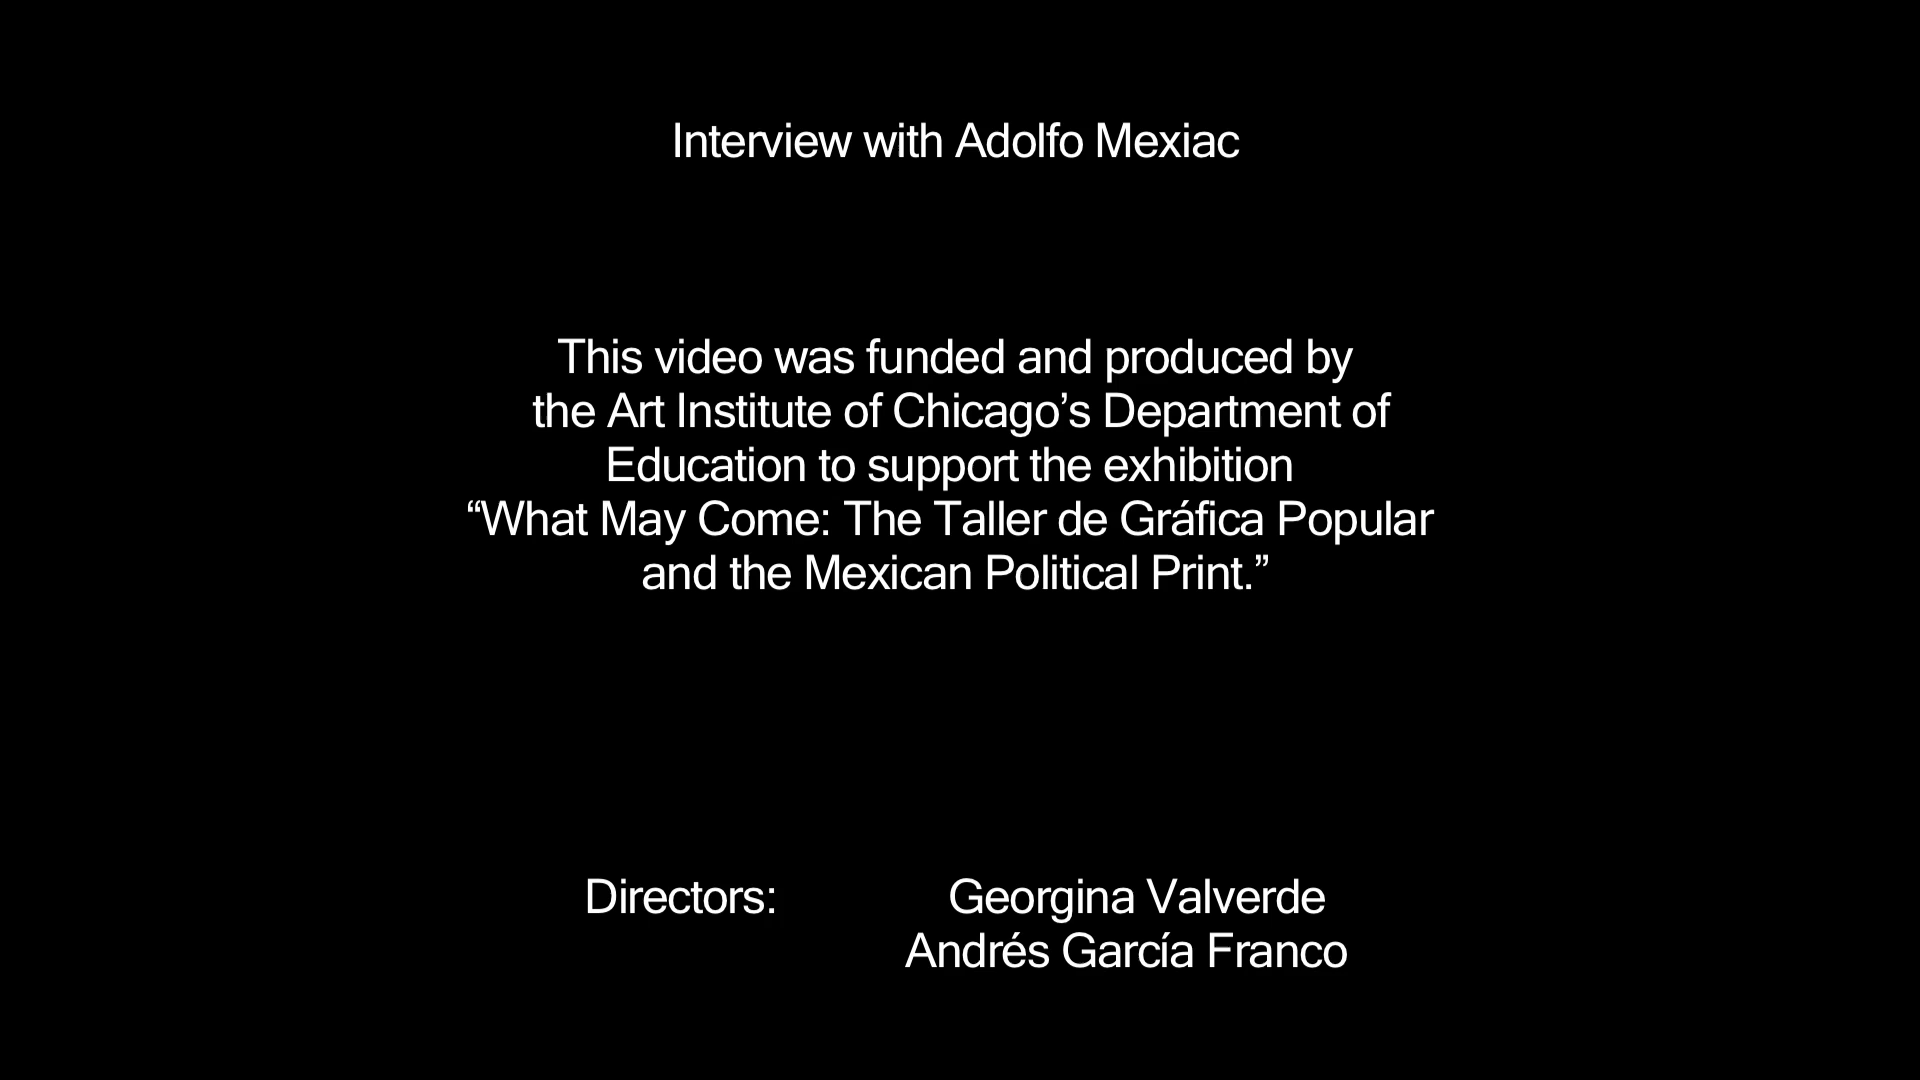 Interview with Adolfo Mexiac
This video was funded and produced by
the Art Institute of Chicago’s Department of
Education to support the exhibition
“What May Come: The Taller de Gráfica Popular
and the Mexican Political Print.”
Directors: Georgina Valverde
Andrés García Franco